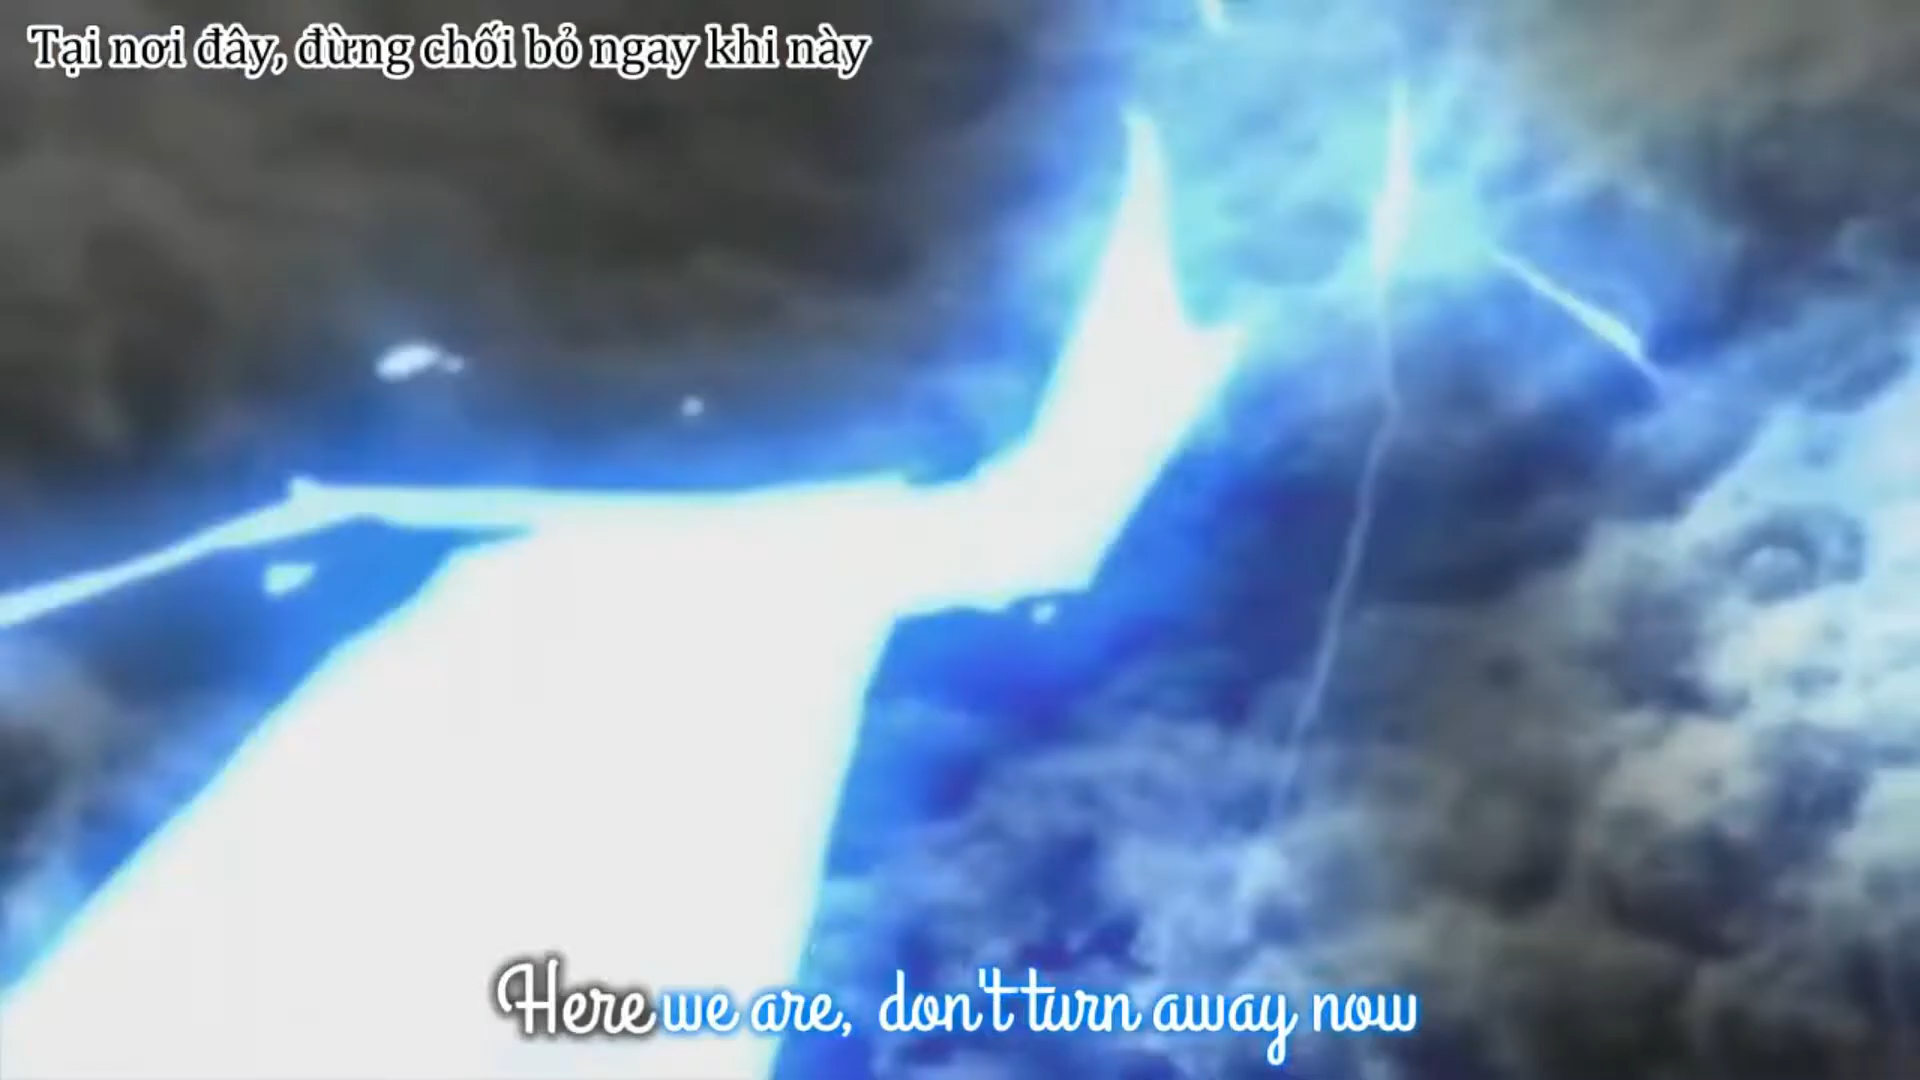 Tại nơi đây, đừng chối bỏ ngay khi này
Here we are, don't turn away now